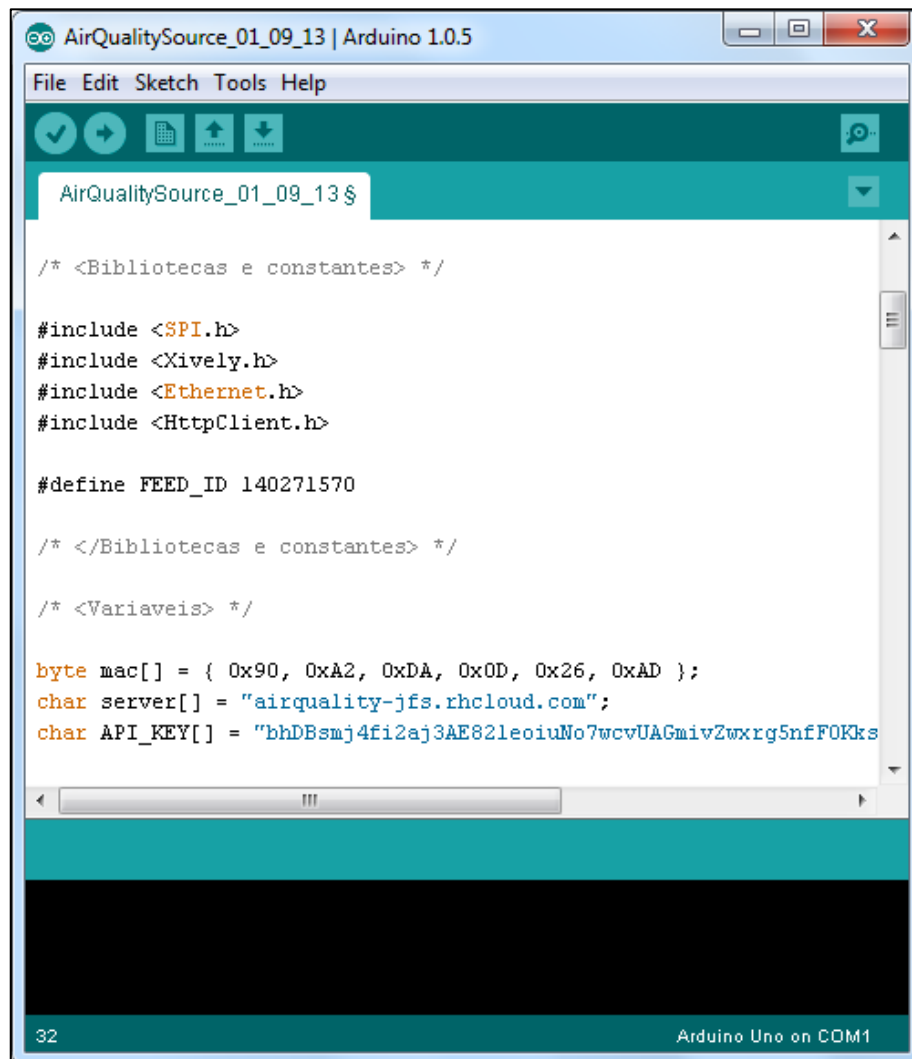 AirQualitySource_01_09_13 | Arduino 1.0.5
File Edit Sketch Tools Help
AirQualitySource_01_09_13 §
/* <Bibliotecas e constantes> */
#include <SPI.h>
#include <Xively.h>
#include <Ethernet.h>
#include <HttpClient.h>
#define FEED_ID 140271570
/* </Bibliotecas e constantes> */
/* <Variaveis> */
byte mac[] = { 0x90, 0xA2, 0xDA, 0x0D, 0x26, 0xAD };
char server[] = "airquality-jfs.rhcloud.com";
char API_KEY[] = "bhDBsmj4fi2aj3AE82leoiuNo7wcvUAGmivZwxrg5nfF0Kks
32
Arduino Uno on COM1